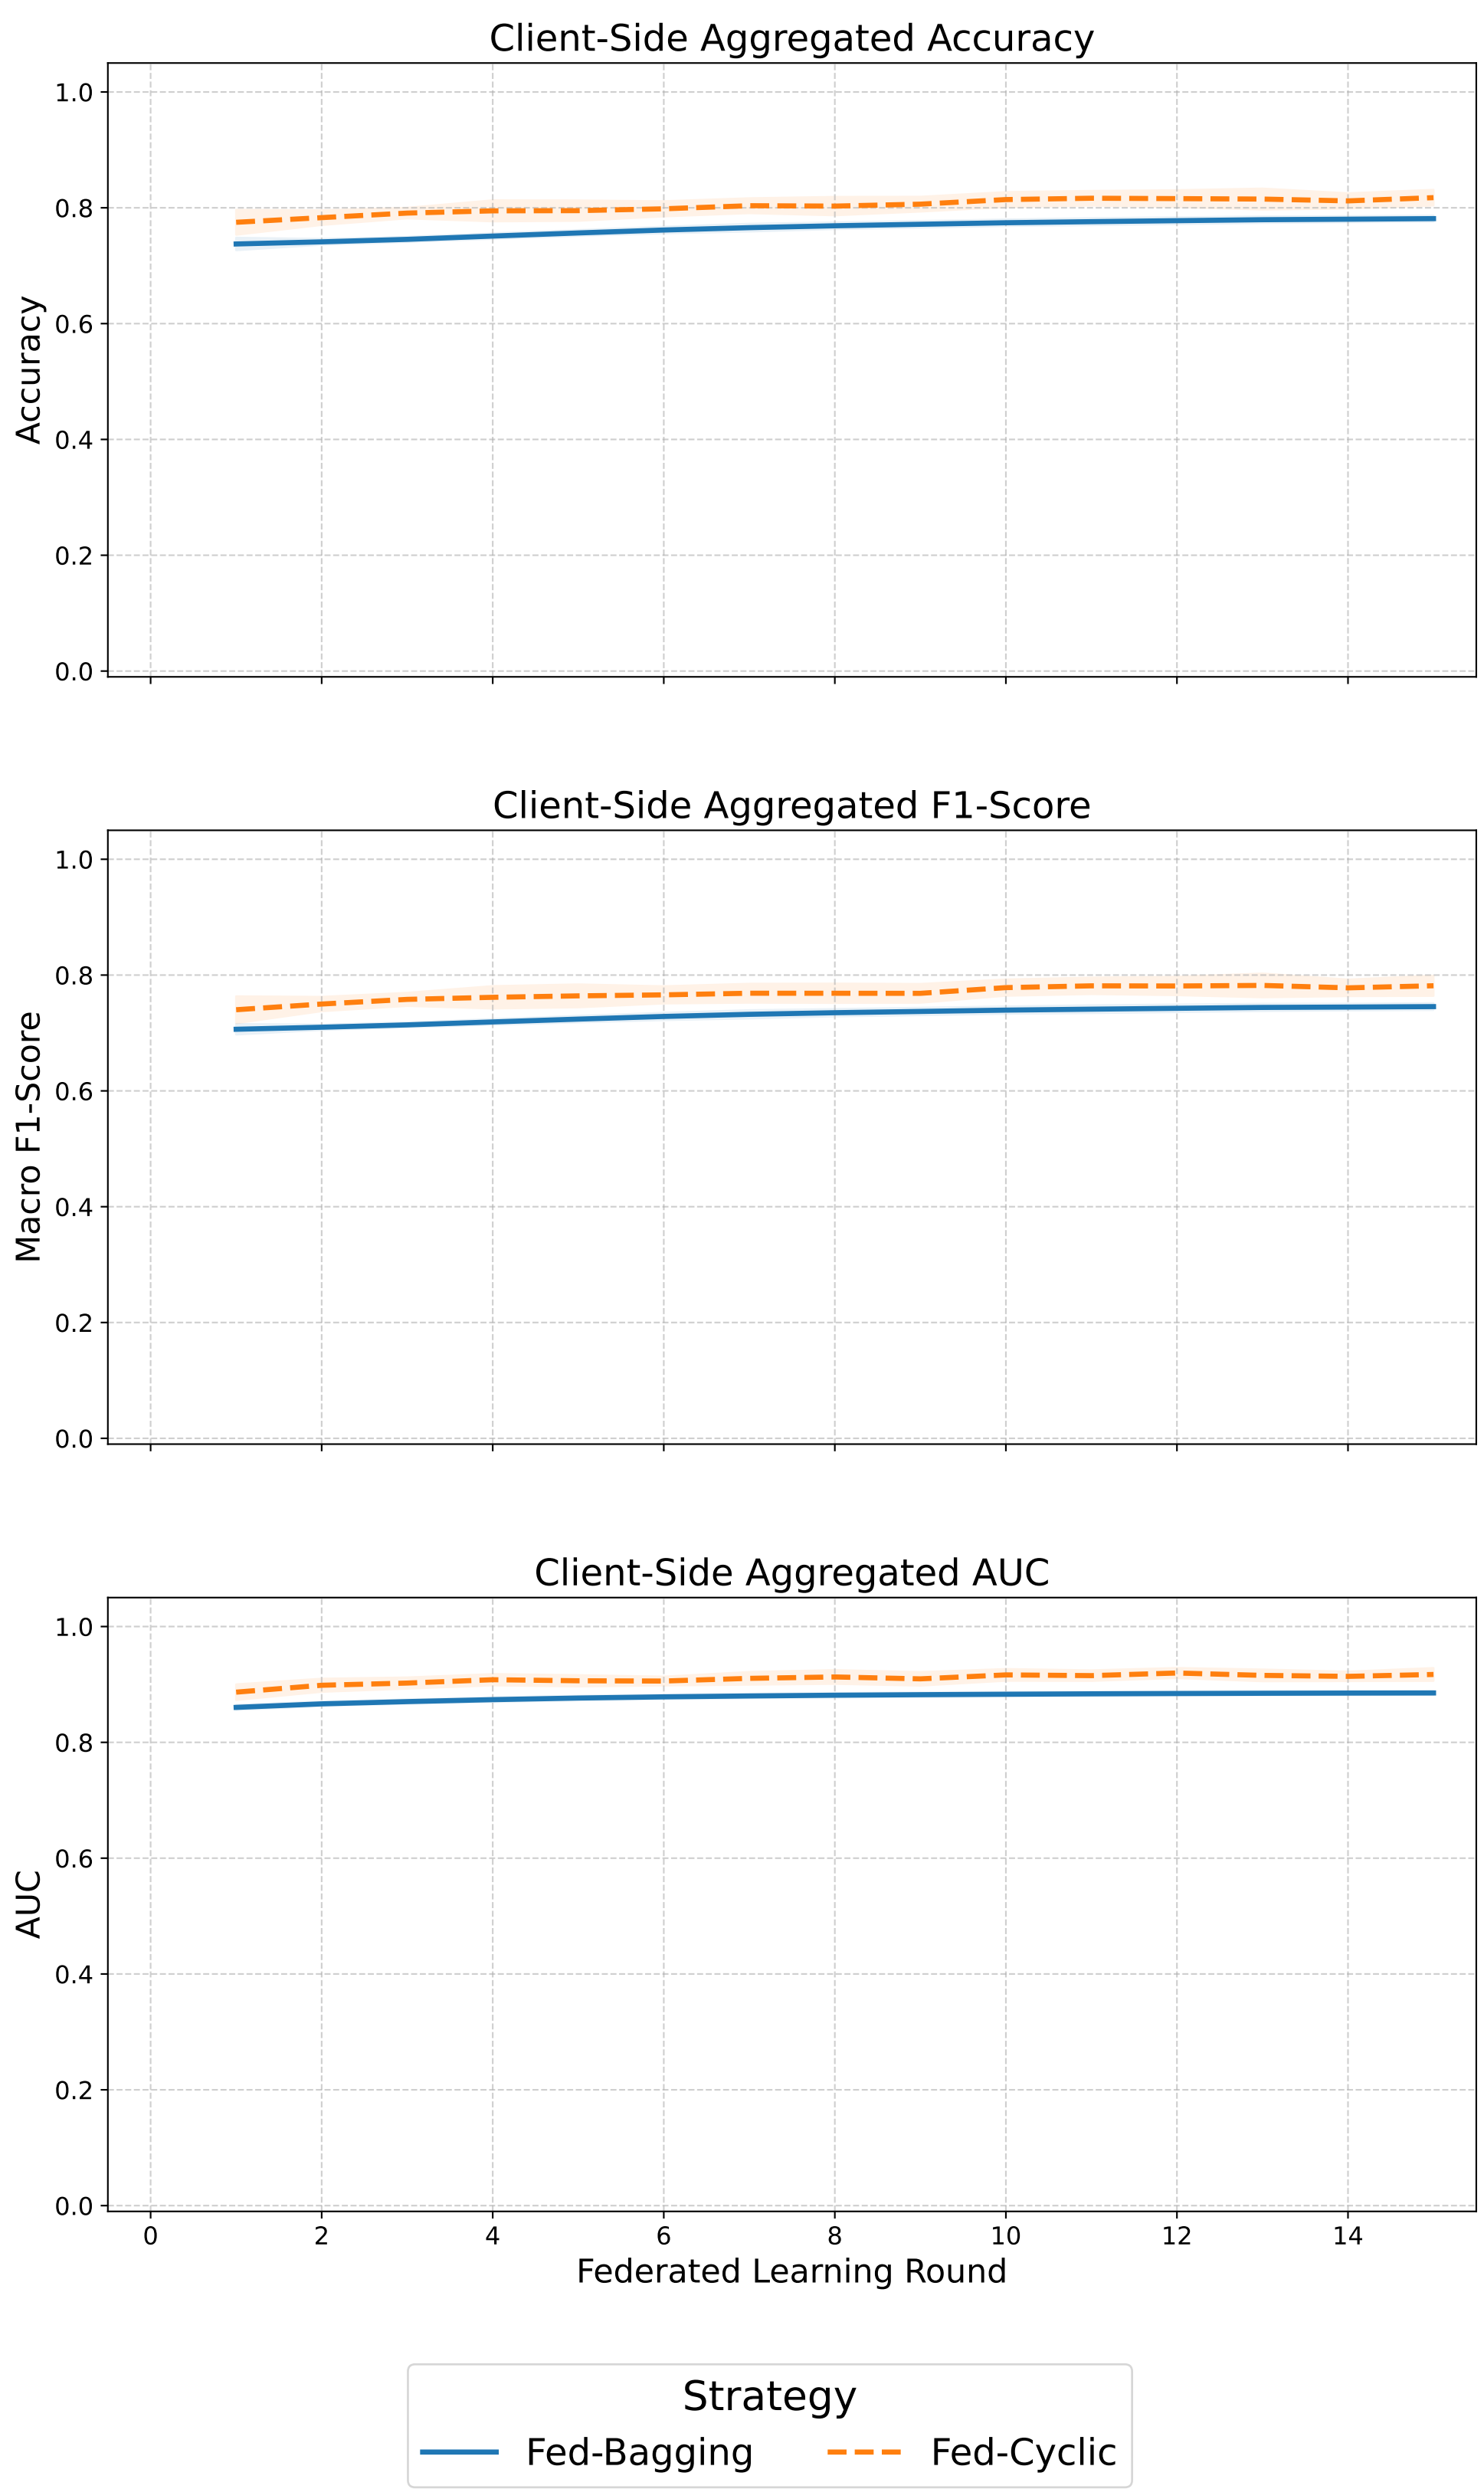 Client-Side Aggregated Accuracy
1.0
0.8
0.6
0.4
0.2
0.0
Accuracy
Client-Side Aggregated F1-Score
1.0
0.8
0.6
0.4
0.2
0.0
Macro F1-Score
Client-Side Aggregated AUC
1.0
0.8
0.6
0.4
0.2
0.0
AUC
0 2 4 6 8 10 12 14
Federated Learning Round
Strategy
Fed-Bagging Fed-Cyclic